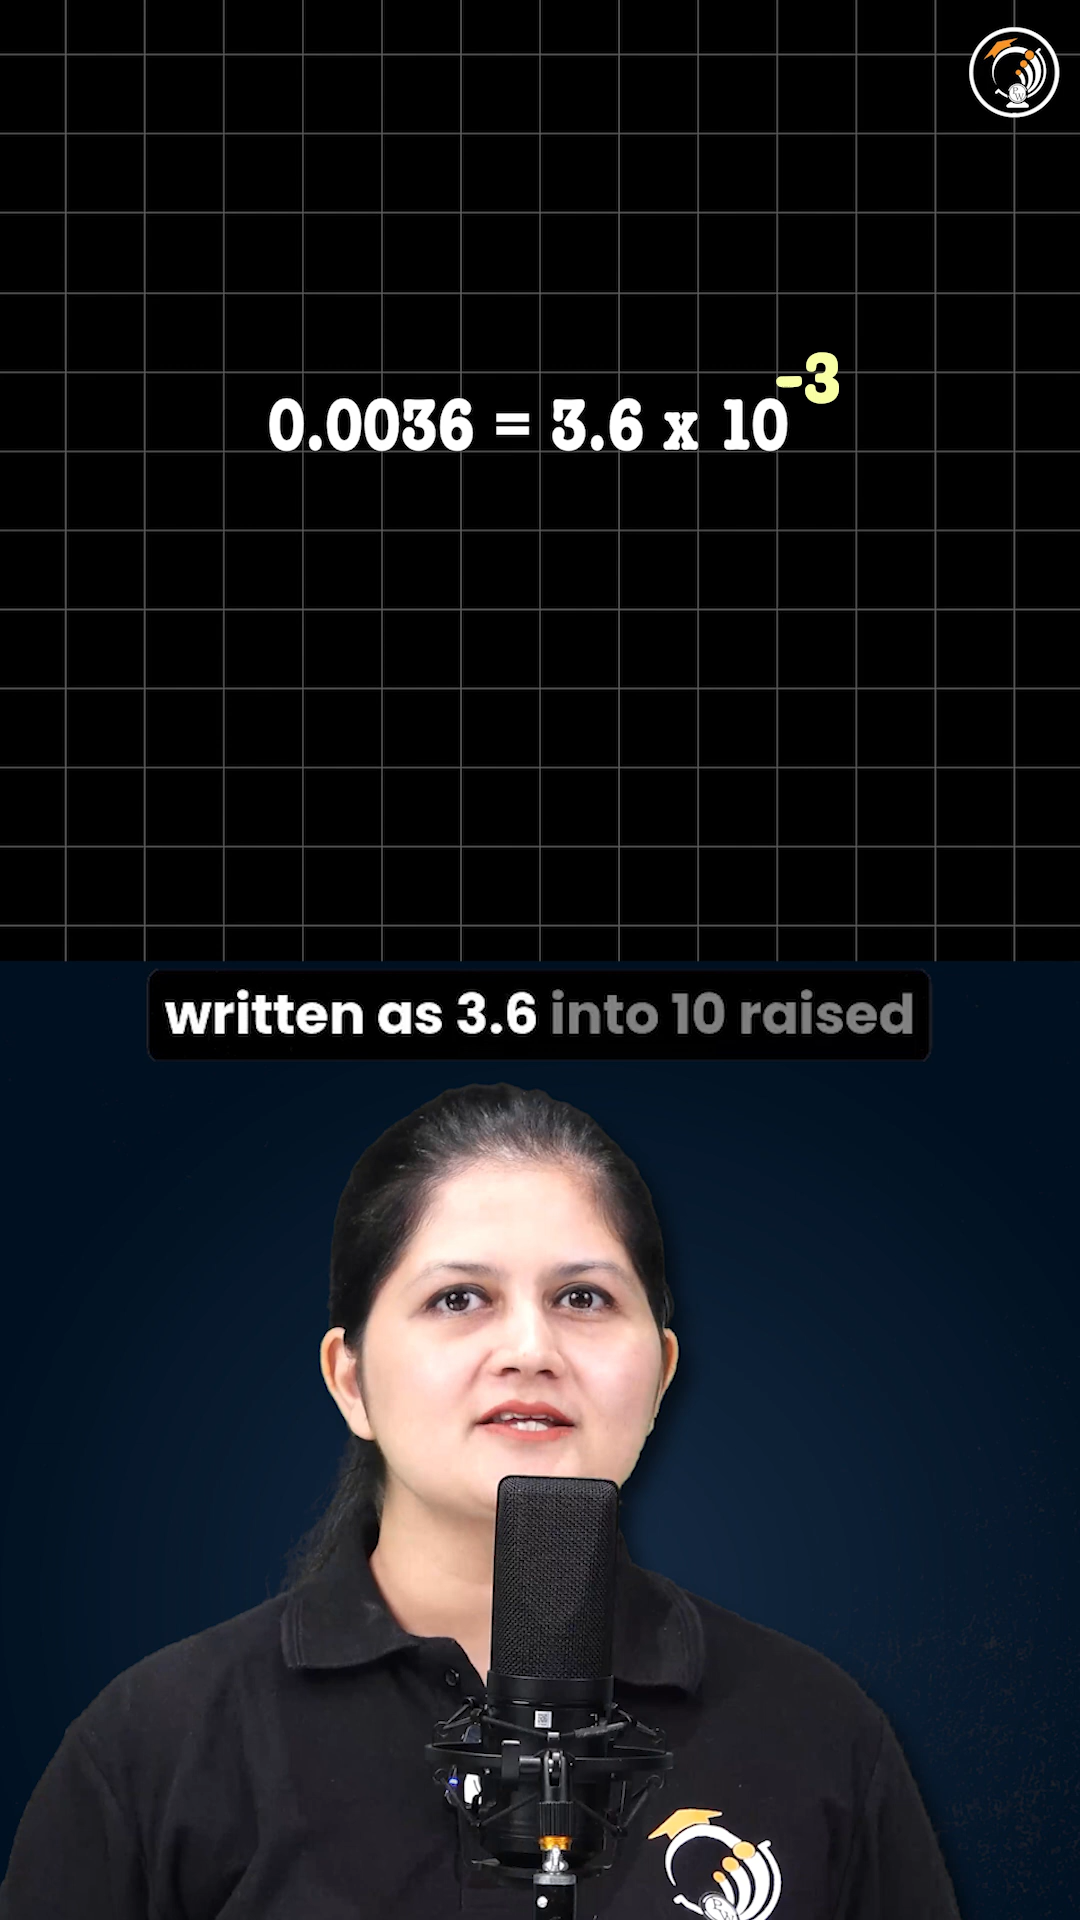 0.0036 = 3.6 x 10⁻³
written as 3.6 into 10 raised